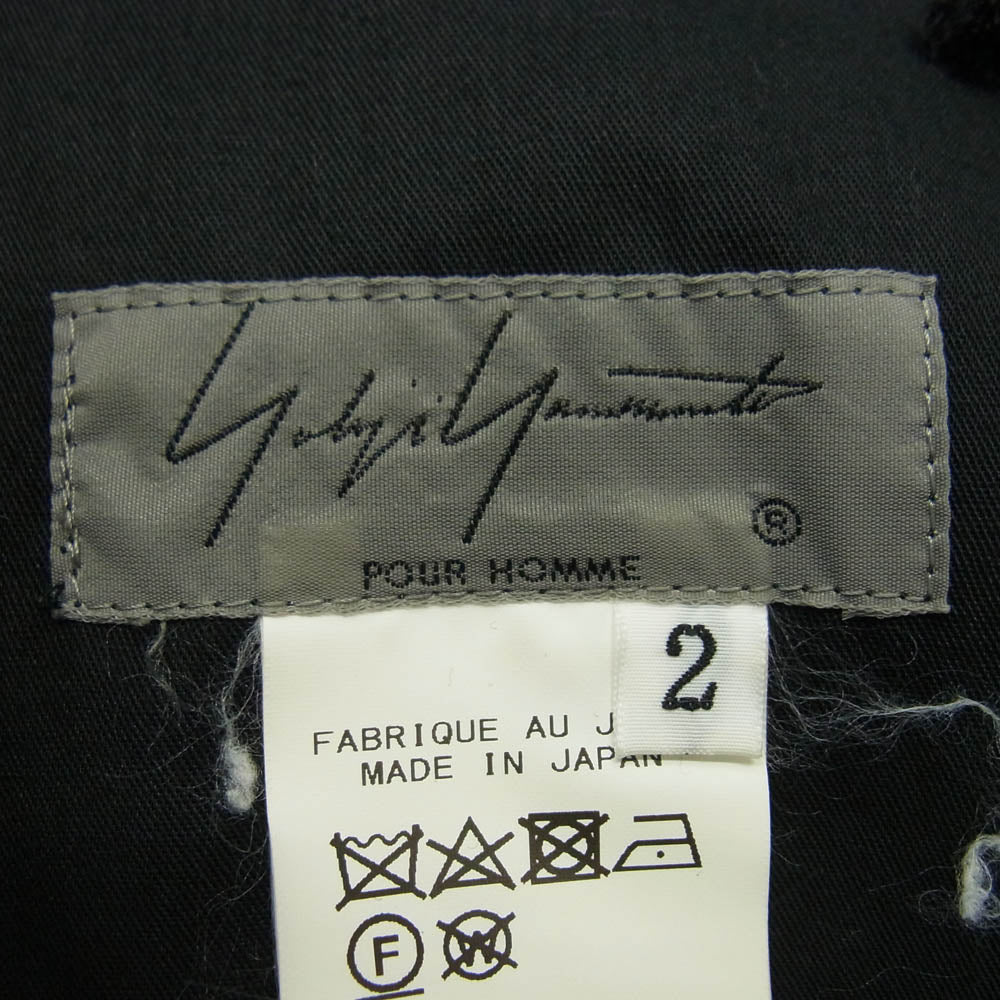 Yohji Yamamoto
®
POUR HOMME
2
FABRIQUE AU J
MADE IN JAPAN
F
W